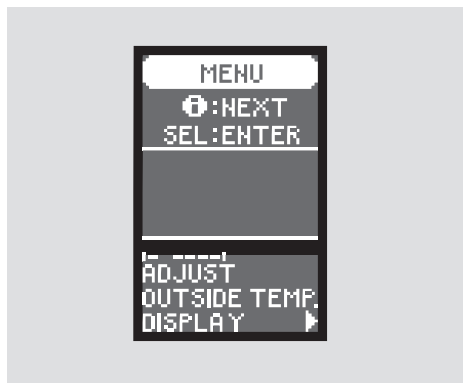 MENU
:NEXT
SEL:ENTER
ADJUST
OUTSIDE TEMP.
DISPLAY